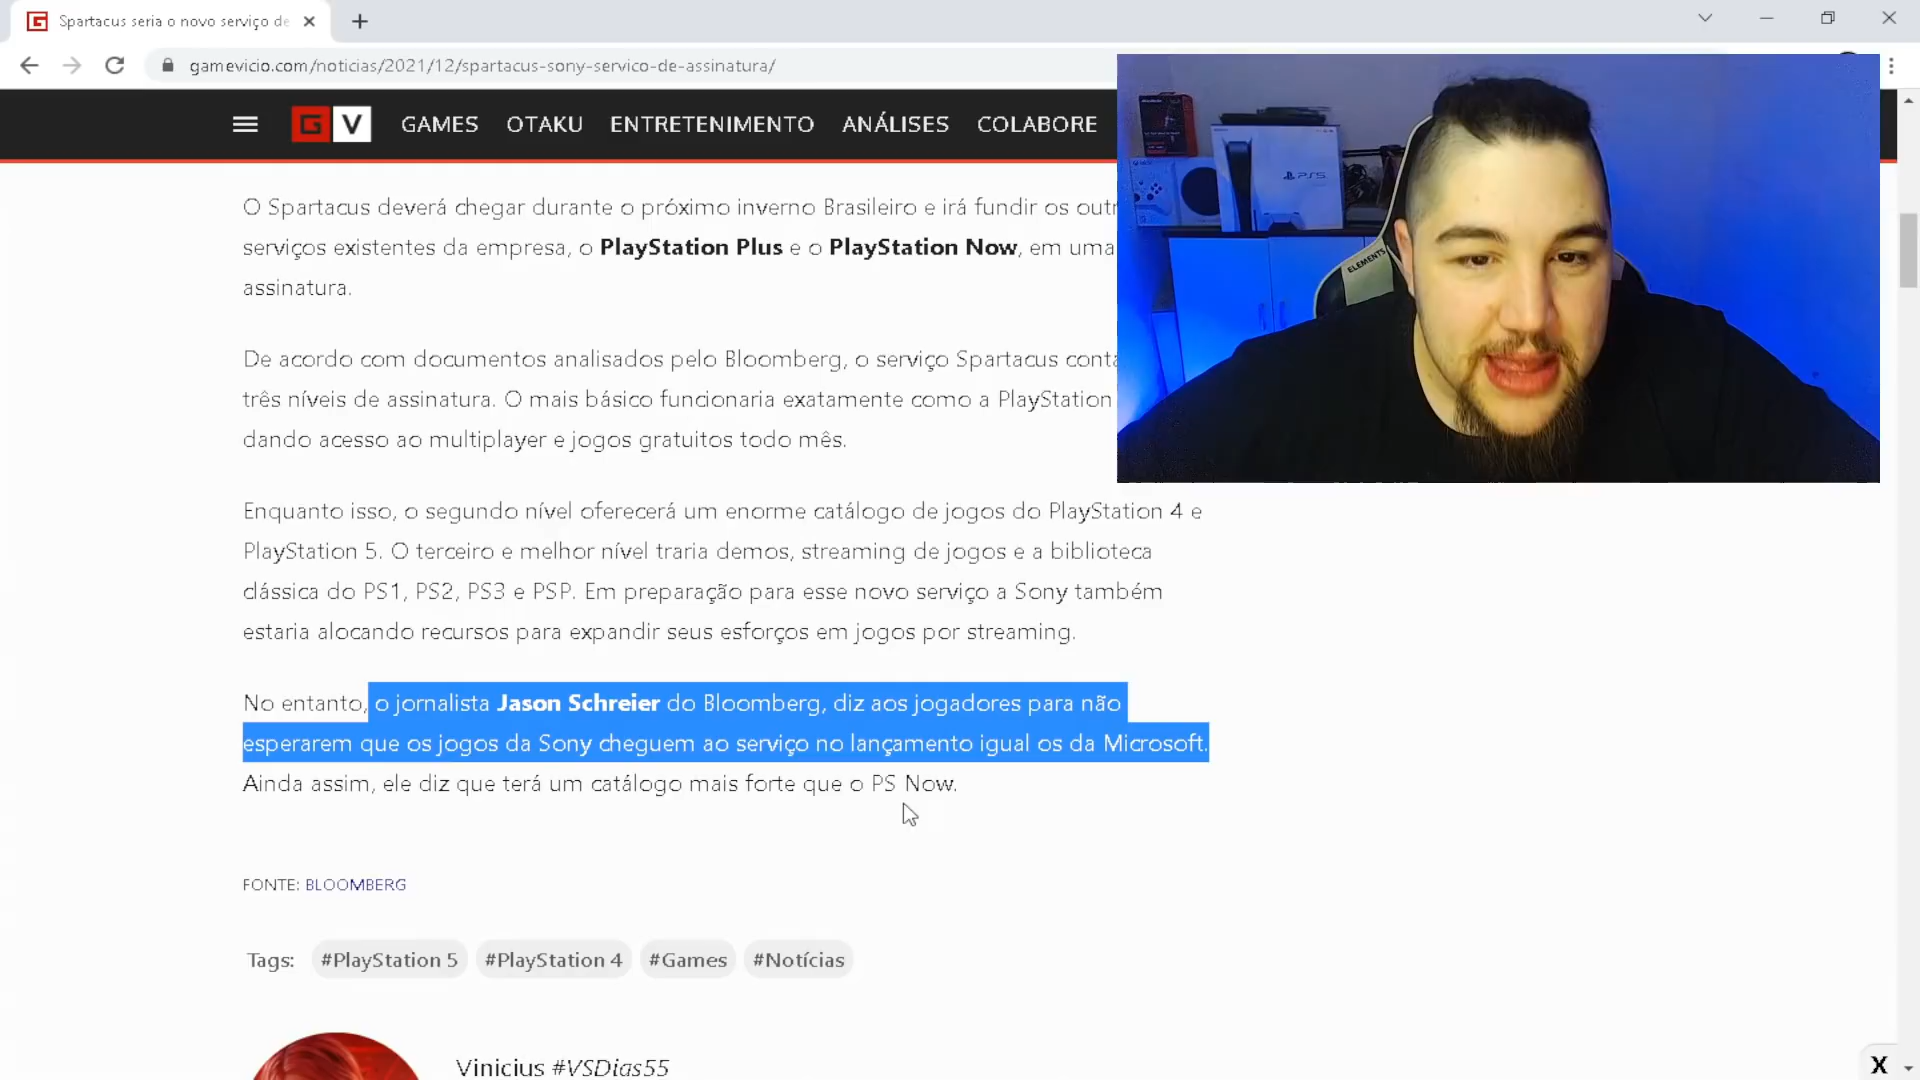 Spartacus seria o novo serviço de
gamevicio.com/noticias/2021/12/spartacus-sony-servico-de-assinatura/
G V GAMES OTAKU ENTRETENIMENTO ANÁLISES COLABORE
O Spartacus deverá chegar durante o próximo inverno Brasileiro e irá fundir os
serviços existentes da empresa, o PlayStation Plus e o PlayStation Now, em uma
assinatura.
De acordo com documentos analisados pelo Bloomberg, o serviço Spartacus
três níveis de assinatura. O mais básico funcionaria exatamente como a PlayStation
dando acesso ao multiplayer e jogos gratuitos todo mês.
PS5
ELEMENTS
Enquanto isso, o segundo nível oferecerá um enorme catálogo de jogos do PlayStation 4 e
PlayStation 5. O terceiro e melhor nível traria demos, streaming de jogos e a biblioteca
clássica do PS1, PS2, PS3 e PSP. Em preparação para esse novo serviço a Sony também
estaria alocando recursos para expandir seus esforços em jogos por streaming.
No entanto, o jornalista Jason Schreier do Bloomberg, diz aos jogadores para não
esperarem que os jogos da Sony cheguem ao serviço no lançamento igual os da Microsoft.
Ainda assim, ele diz que terá um catálogo mais forte que o PS Now.
FONTE: BLOOMBERG
Tags: #PlayStation 5 #PlayStation 4 #Games #Notícias
Vinicius #VSDias55
X